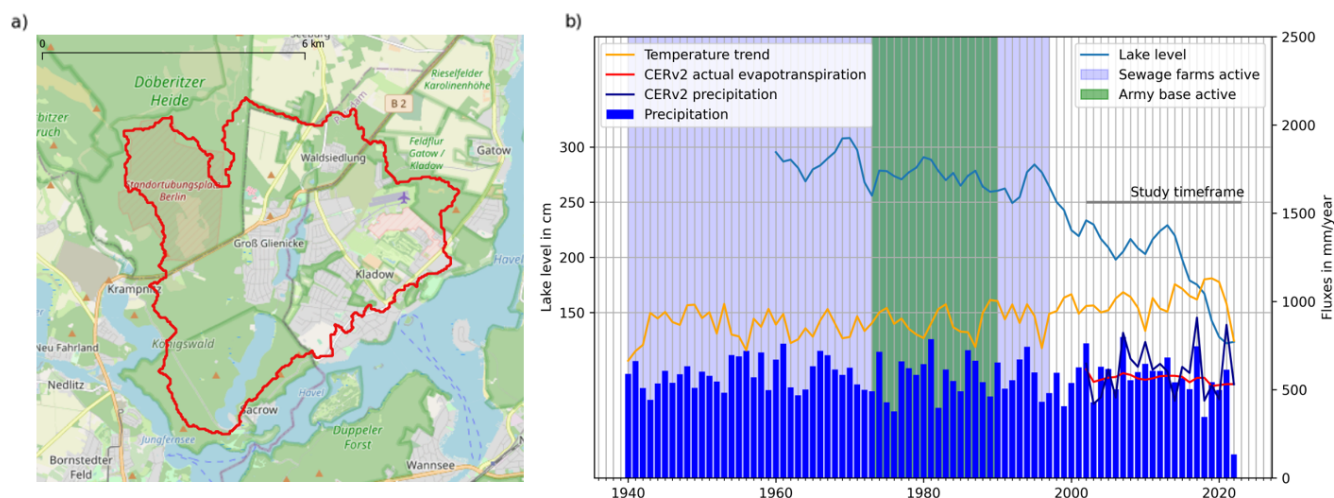 a)
0
6 km
Seeburg
Doberitzer
Heide
Rieselfelder
Karolinenhöhe
B 2
Feldflur
Gatow /
Kladow
Gatow
Waldsiedlung
Standortübungsplatz
Berlin
Groß Glienicke
Kladow
Krampnitz
Havel
Königswald
Neu Fahrland
Nedlitz
Sacrow
Havel
Jungfernsee
Düppeler
Forst
Bornstedter
Feld
Wannsee
b)
Temperature trend
CERv2 actual evapotranspiration
CERv2 precipitation
Precipitation
Lake level
Sewage farms active
Army base active
Study timeframe
Lake level in cm
300
250
200
150
Fluxes in mm/year
2500
2000
1500
1000
500
0
1940
1960
1980
2000
2020